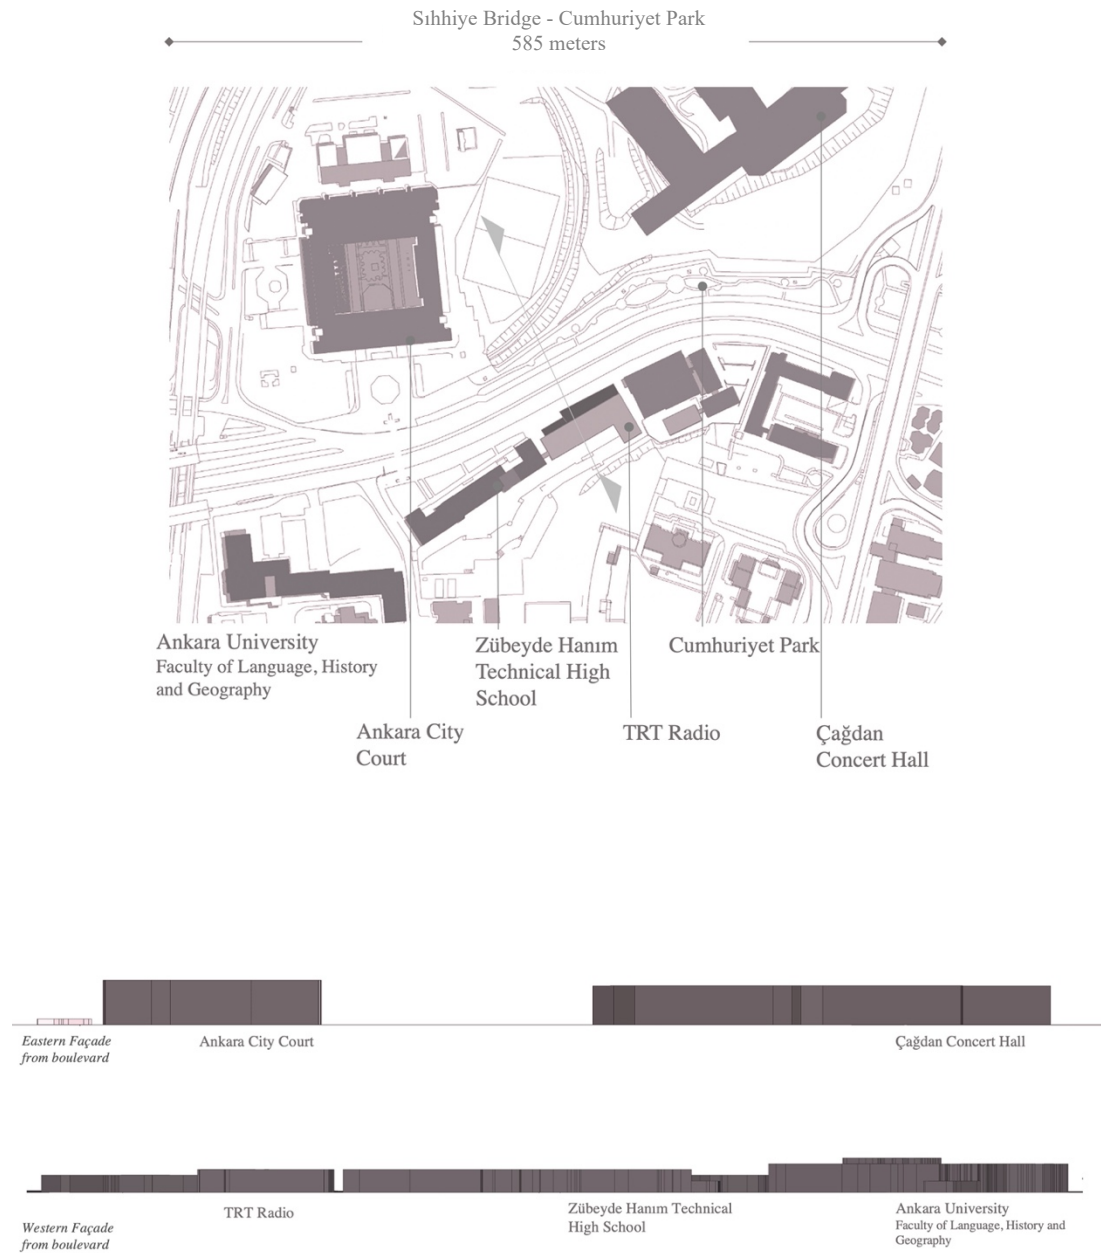 Sıhhiye Bridge - Cumhuriyet Park
585 meters
Ankara University
Faculty of Language, History
and Geography
Zübeyde Hanım
Technical High
School
Cumhuriyet Park
Ankara City
Court
TRT Radio
Çağdan
Concert Hall
Eastern Façade
from boulevard
Ankara City Court
Çağdan Concert Hall
Western Façade
from boulevard
TRT Radio
Zübeyde Hanım Technical
High School
Ankara University
Faculty of Language, History and
Geography